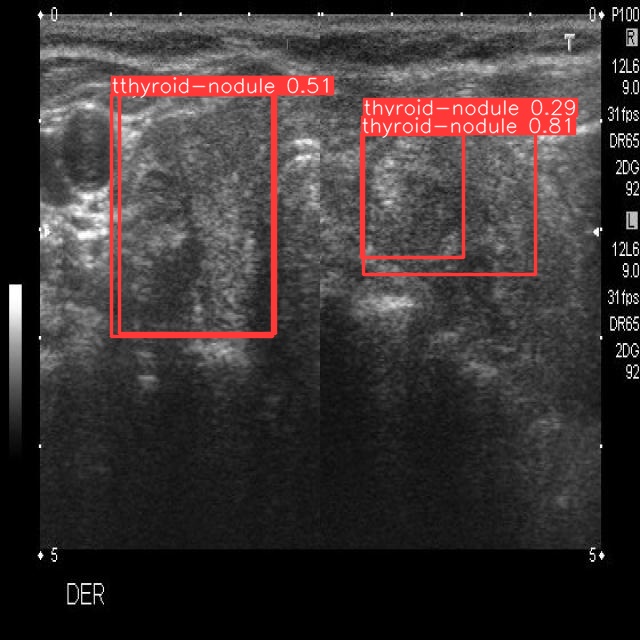 0
0
P100
R
12L6
9.0
31fps
DR65
2DG
92
L
12L6
9.0
31fps
DR65
2DG
92
T
tthyroid-nodule 0.51
thyroid-nodule 0.29
thyroid-nodule 0.81
5
5
DER